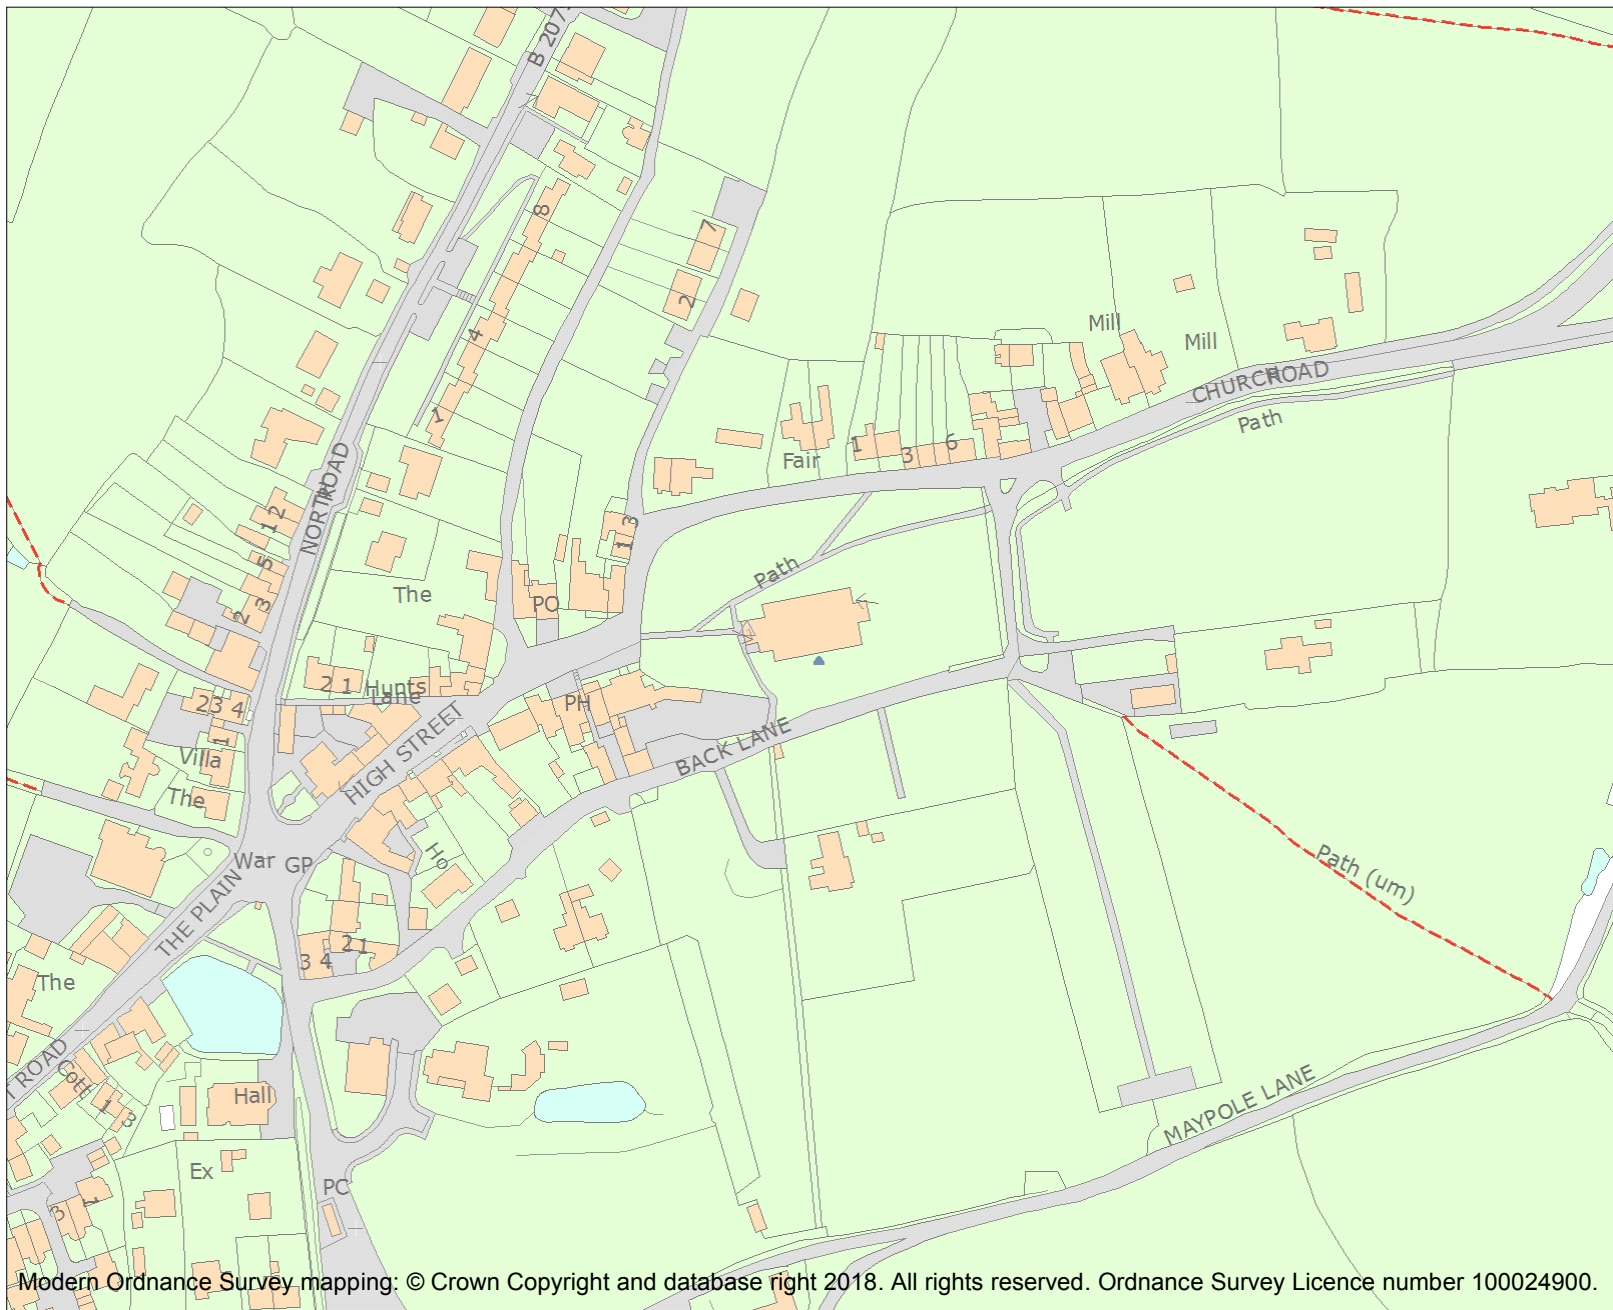 B 207
8
7
2
4
1
Mill
Mill
CHURCH ROAD
Path
NORTH ROAD
Fair
1
3
6
1 2
5
3
2
3
1
The
PO
Path
2 1
Hunts
Lane
PH
2 3 4
1
Villa
The
HIGH STREET
BACK LANE
War
GP
Ho
THE PLAIN
Path (um)
2 1
3 4
The
T ROAD
Cott
1
3
Hall
MAYPOLE LANE
Ex
PC
1
3
Modern Ordnance Survey mapping: © Crown Copyright and database right 2018. All rights reserved. Ordnance Survey Licence number 100024900.